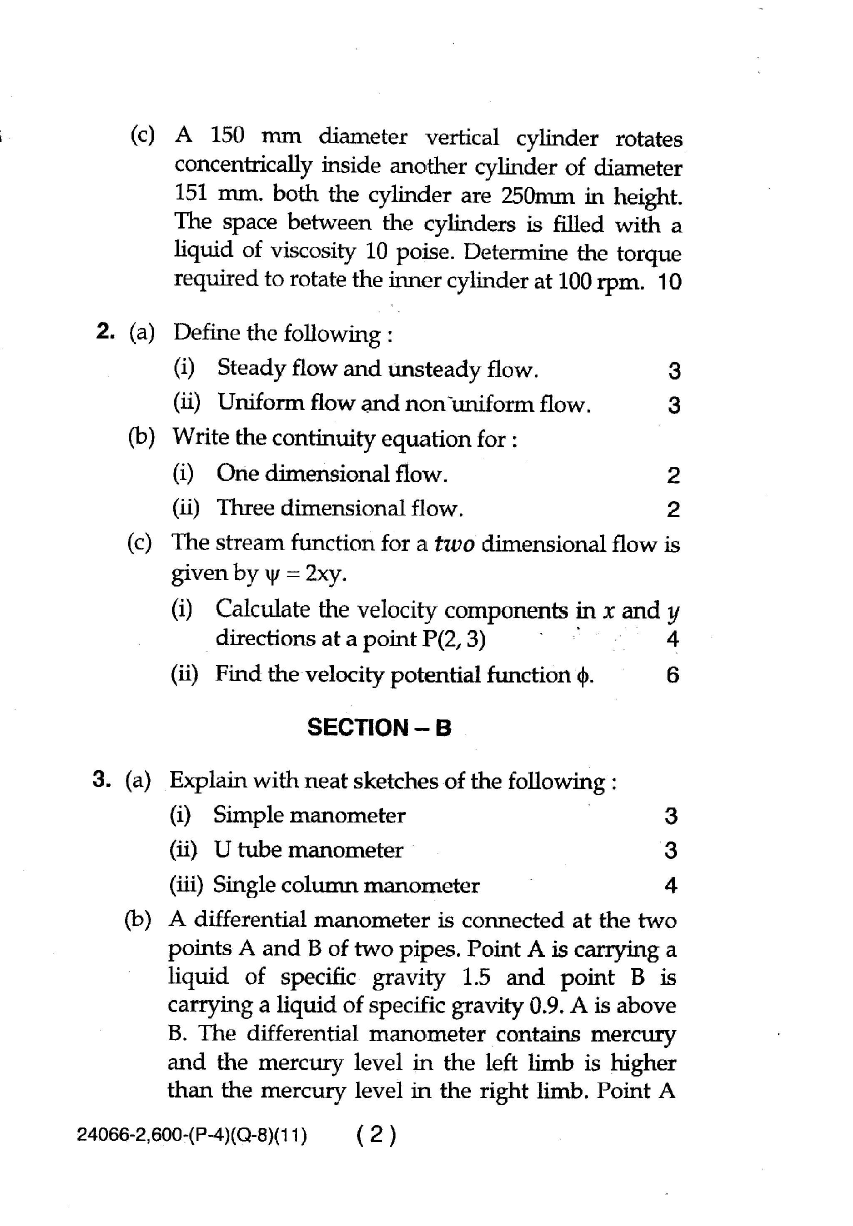 (c) A 150 mm diameter vertical cylinder rotates
concentrically inside another cylinder of diameter
151 mm. both the cylinder are 250mm in height.
The space between the cylinders is filled with a
liquid of viscosity 10 poise. Determine the torque
required to rotate the inner cylinder at 100 rpm. 10
2. (a) Define the following :
(i) Steady flow and unsteady flow. 3
(ii) Uniform flow and non uniform flow. 3
(b) Write the continuity equation for :
(i) One dimensional flow. 2
(ii) Three dimensional flow. 2
(c) The stream function for a two dimensional flow is
given by ψ = 2xy.
(i) Calculate the velocity components in x and y
directions at a point P(2, 3) 4
(ii) Find the velocity potential function ϕ. 6
SECTION – B
3. (a) Explain with neat sketches of the following :
(i) Simple manometer 3
(ii) U tube manometer 3
(iii) Single column manometer 4
(b) A differential manometer is connected at the two
points A and B of two pipes. Point A is carrying a
liquid of specific gravity 1.5 and point B is
carrying a liquid of specific gravity 0.9. A is above
B. The differential manometer contains mercury
and the mercury level in the left limb is higher
than the mercury level in the right limb. Point A
24066-2,600-(P-4)(Q-8)(11) (2)